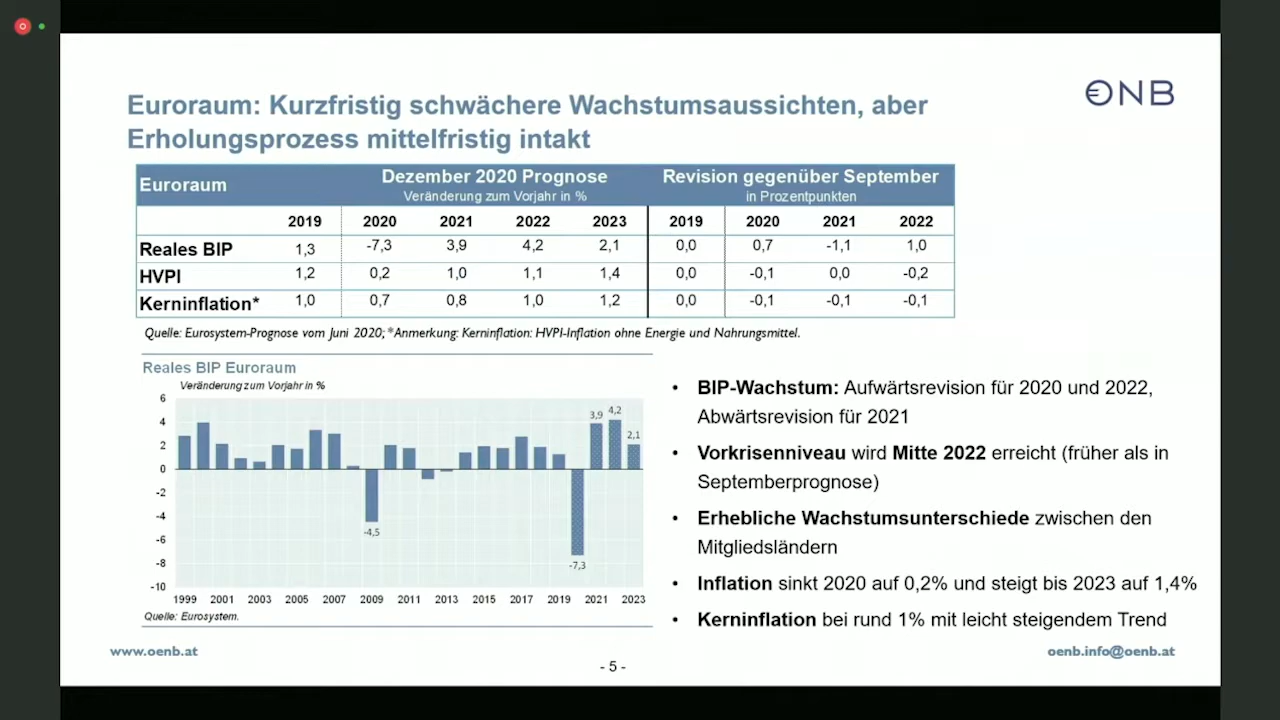 ONB
Euroraum: Kurzfristig schwächere Wachstumsaussichten, aber
Erholungsprozess mittelfristig intakt
Euroraum Dezember 2020 Prognose Revision gegenüber September
Veränderung zum Vorjahr in % in Prozentpunkten
2019 2020 2021 2022 2023 2019 2020 2021 2022
Reales BIP 1,3 -7,3 3,9 4,2 2,1 0,0 0,7 -1,1 1,0
HVPI 1,2 0,2 1,0 1,1 1,4 0,0 -0,1 0,0 -0,2
Kerninflation* 1,0 0,7 0,8 1,0 1,2 0,0 -0,1 -0,1 -0,1
Quelle: Eurosystem-Prognose vom Juni 2020; *Anmerkung: Kerninflation: HVPI-Inflation ohne Energie und Nahrungsmittel.
Reales BIP Euroraum
Veränderung zum Vorjahr in %
6
4
2
0
-2
-4
-6
-8
-10
3,9 4,2
2,1
-4,5
-7,3
1999 2001 2003 2005 2007 2009 2011 2013 2015 2017 2019 2021 2023
Quelle: Eurosystem.
• BIP-Wachstum: Aufwärtsrevision für 2020 und 2022,
Abwärtsrevision für 2021
• Vorkrisenniveau wird Mitte 2022 erreicht (früher als in
Septemberprognose)
• Erhebliche Wachstumsunterschiede zwischen den
Mitgliedsländern
• Inflation sinkt 2020 auf 0,2% und steigt bis 2023 auf 1,4%
• Kerninflation bei rund 1% mit leicht steigendem Trend
www.oenb.at
- 5 -
oenb.info@oenb.at